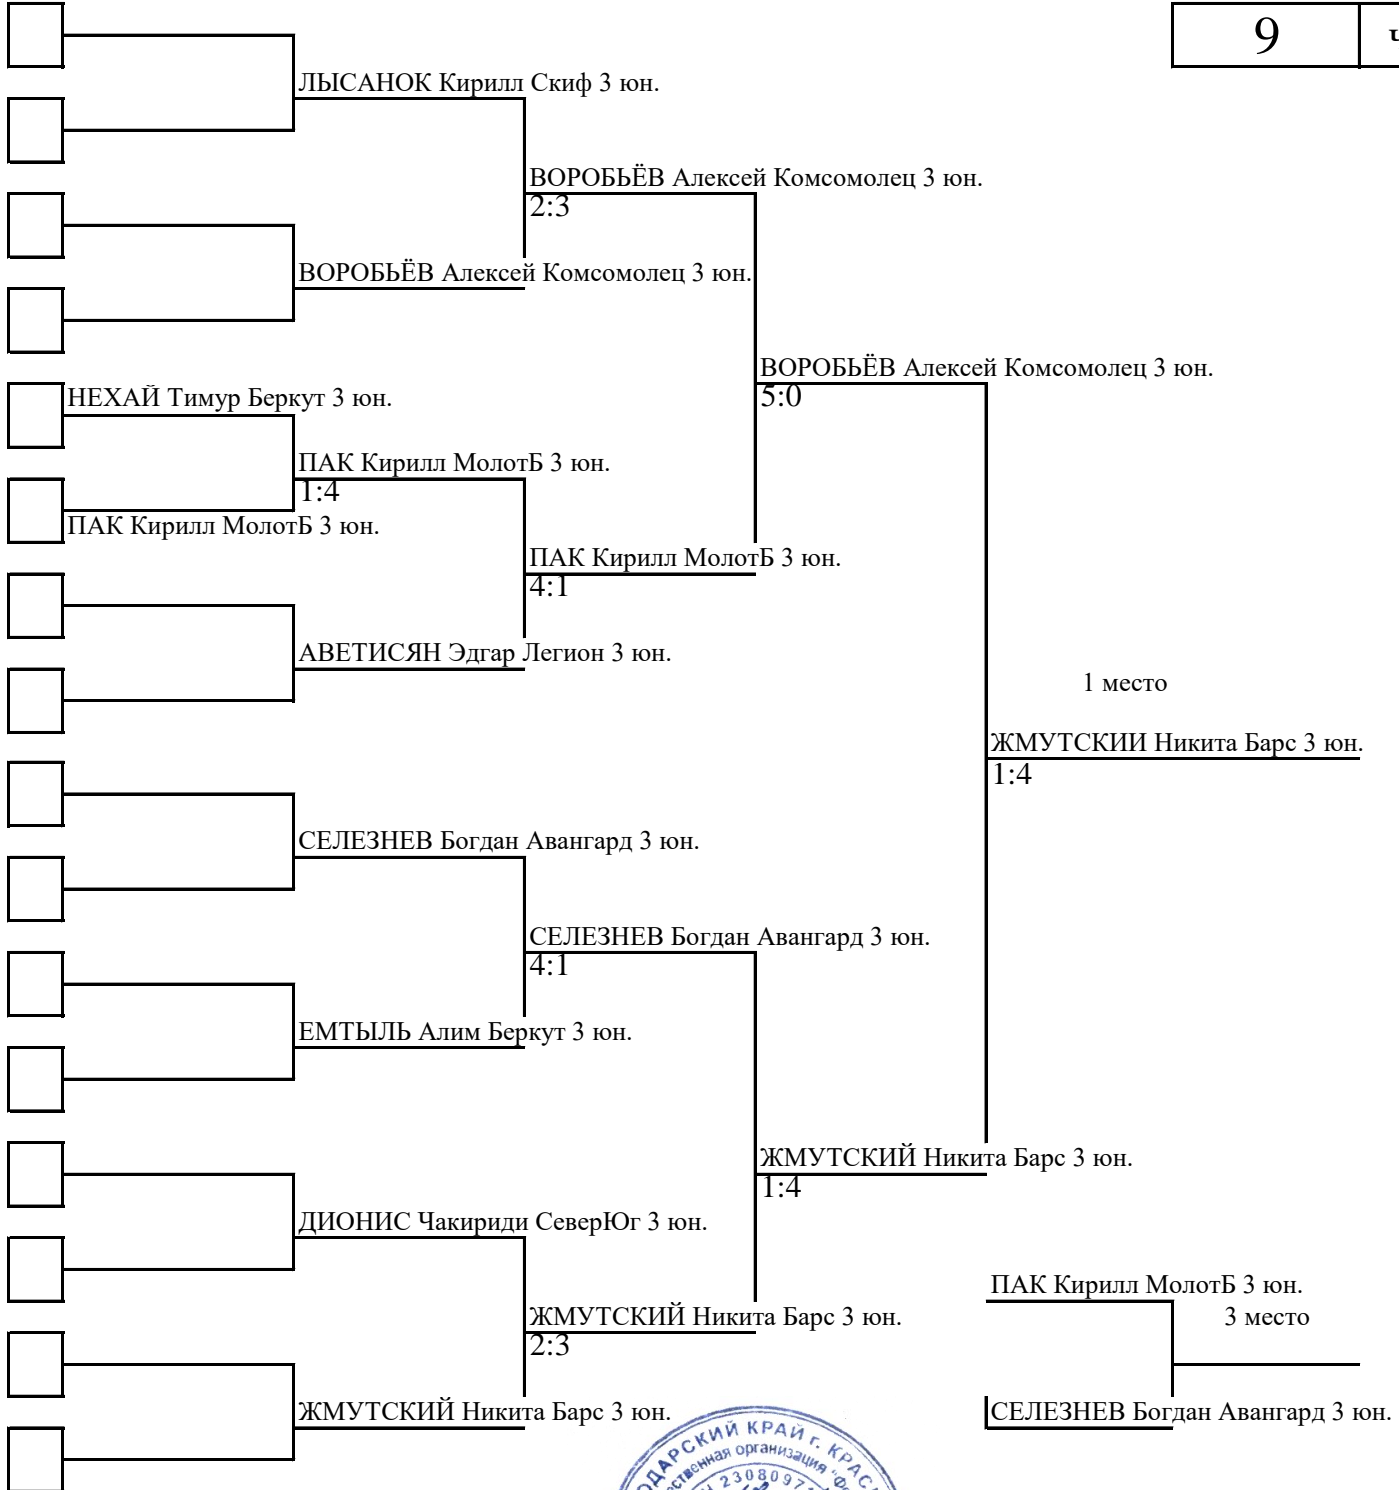 9
ЛЫСАНОК Кирилл Скиф 3 юн.
ВОРОБЬЁВ Алексей Комсомолец 3 юн.
2:3
ВОРОБЬЁВ Алексей Комсомолец 3 юн.
ВОРОБЬЁВ Алексей Комсомолец 3 юн.
5:0
НЕХАЙ Тимур Беркут 3 юн.
ПАК Кирилл МолотБ 3 юн.
1:4
ПАК Кирилл МолотБ 3 юн.
ПАК Кирилл МолотБ 3 юн.
4:1
АВЕТИСЯН Эдгар Легион 3 юн.
1 место
ЖМУТСКИЙ Никита Барс 3 юн.
1:4
СЕЛЕЗНЕВ Богдан Авангард 3 юн.
СЕЛЕЗНЕВ Богдан Авангард 3 юн.
4:1
ЕМТЫЛЬ Алим Беркут 3 юн.
ЖМУТСКИЙ Никита Барс 3 юн.
1:4
ДИОНИС Чакириди СеверЮг 3 юн.
ПАК Кирилл МолотБ 3 юн.
ЖМУТСКИЙ Никита Барс 3 юн.
3 место
2:3
ЖМУТСКИЙ Никита Барс 3 юн.
СЕЛЕЗНЕВ Богдан Авангард 3 юн.
КРАЙ г.
организация